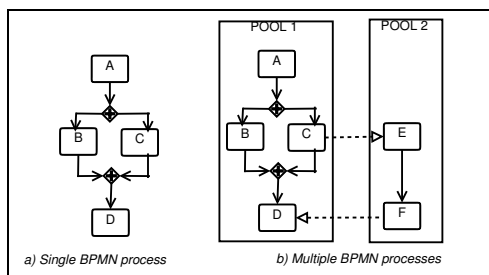 POOL 1
POOL 2
A
B
C
D
a) Single BPMN process
A
B
C
D
E
F
b) Multiple BPMN processes